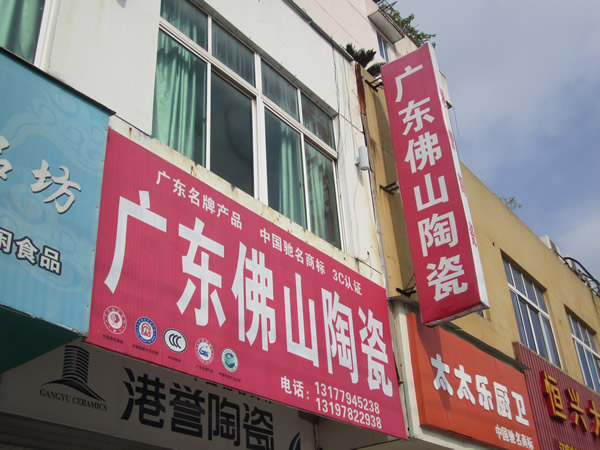 坊
闲食品
广东名牌产品 中国驰名商标 3C认证
广东佛山陶瓷
电话：13177945238
13197822938
广东佛山陶瓷
GANGYU CERAMICS
港誉陶瓷
太太乐厨卫
中国驰名商标
恒兴